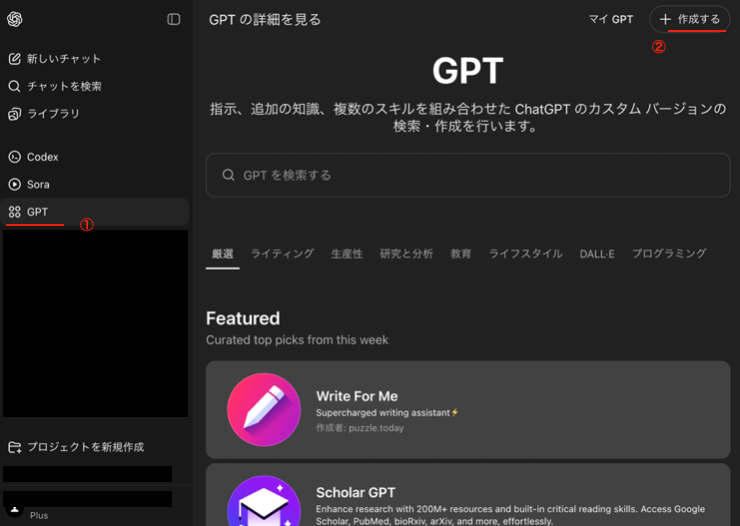 GPT の詳細を見る
マイ GPT
＋ 作成する
②
新しいチャット
チャットを検索
ライブラリ
Codex
Sora
GPT
①
プロジェクトを新規作成
Plus
GPT
指示、追加の知識、複数のスキルを組み合わせた ChatGPT のカスタム バージョンの
検索・作成を行います。
GPT を検索する
厳選
ライティング
生産性
研究と分析
教育
ライフスタイル
DALL·E
プログラミング
Featured
Curated top picks from this week
Write For Me
Supercharged writing assistant⚡
作成者: puzzle.today
Scholar GPT
Enhance research with 200M+ resources and built-in critical reading skills. Access Google
Scholar, PubMed, bioRxiv, arXiv, and more, effortlessly.